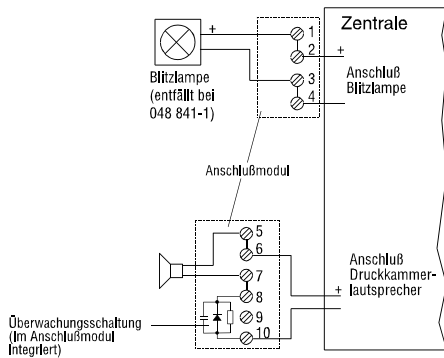 Zentrale
+
1
2
+
3
4
Blitzlampe
(entfällt bei
048 841-1)
Anschluß
Blitzlampe
Anschlußmodul
5
6
7
8
9
10
+
Anschluß
Druckkammer-
lautsprecher
Überwachungsschaltung
(Im Anschlußmodul
integriert)